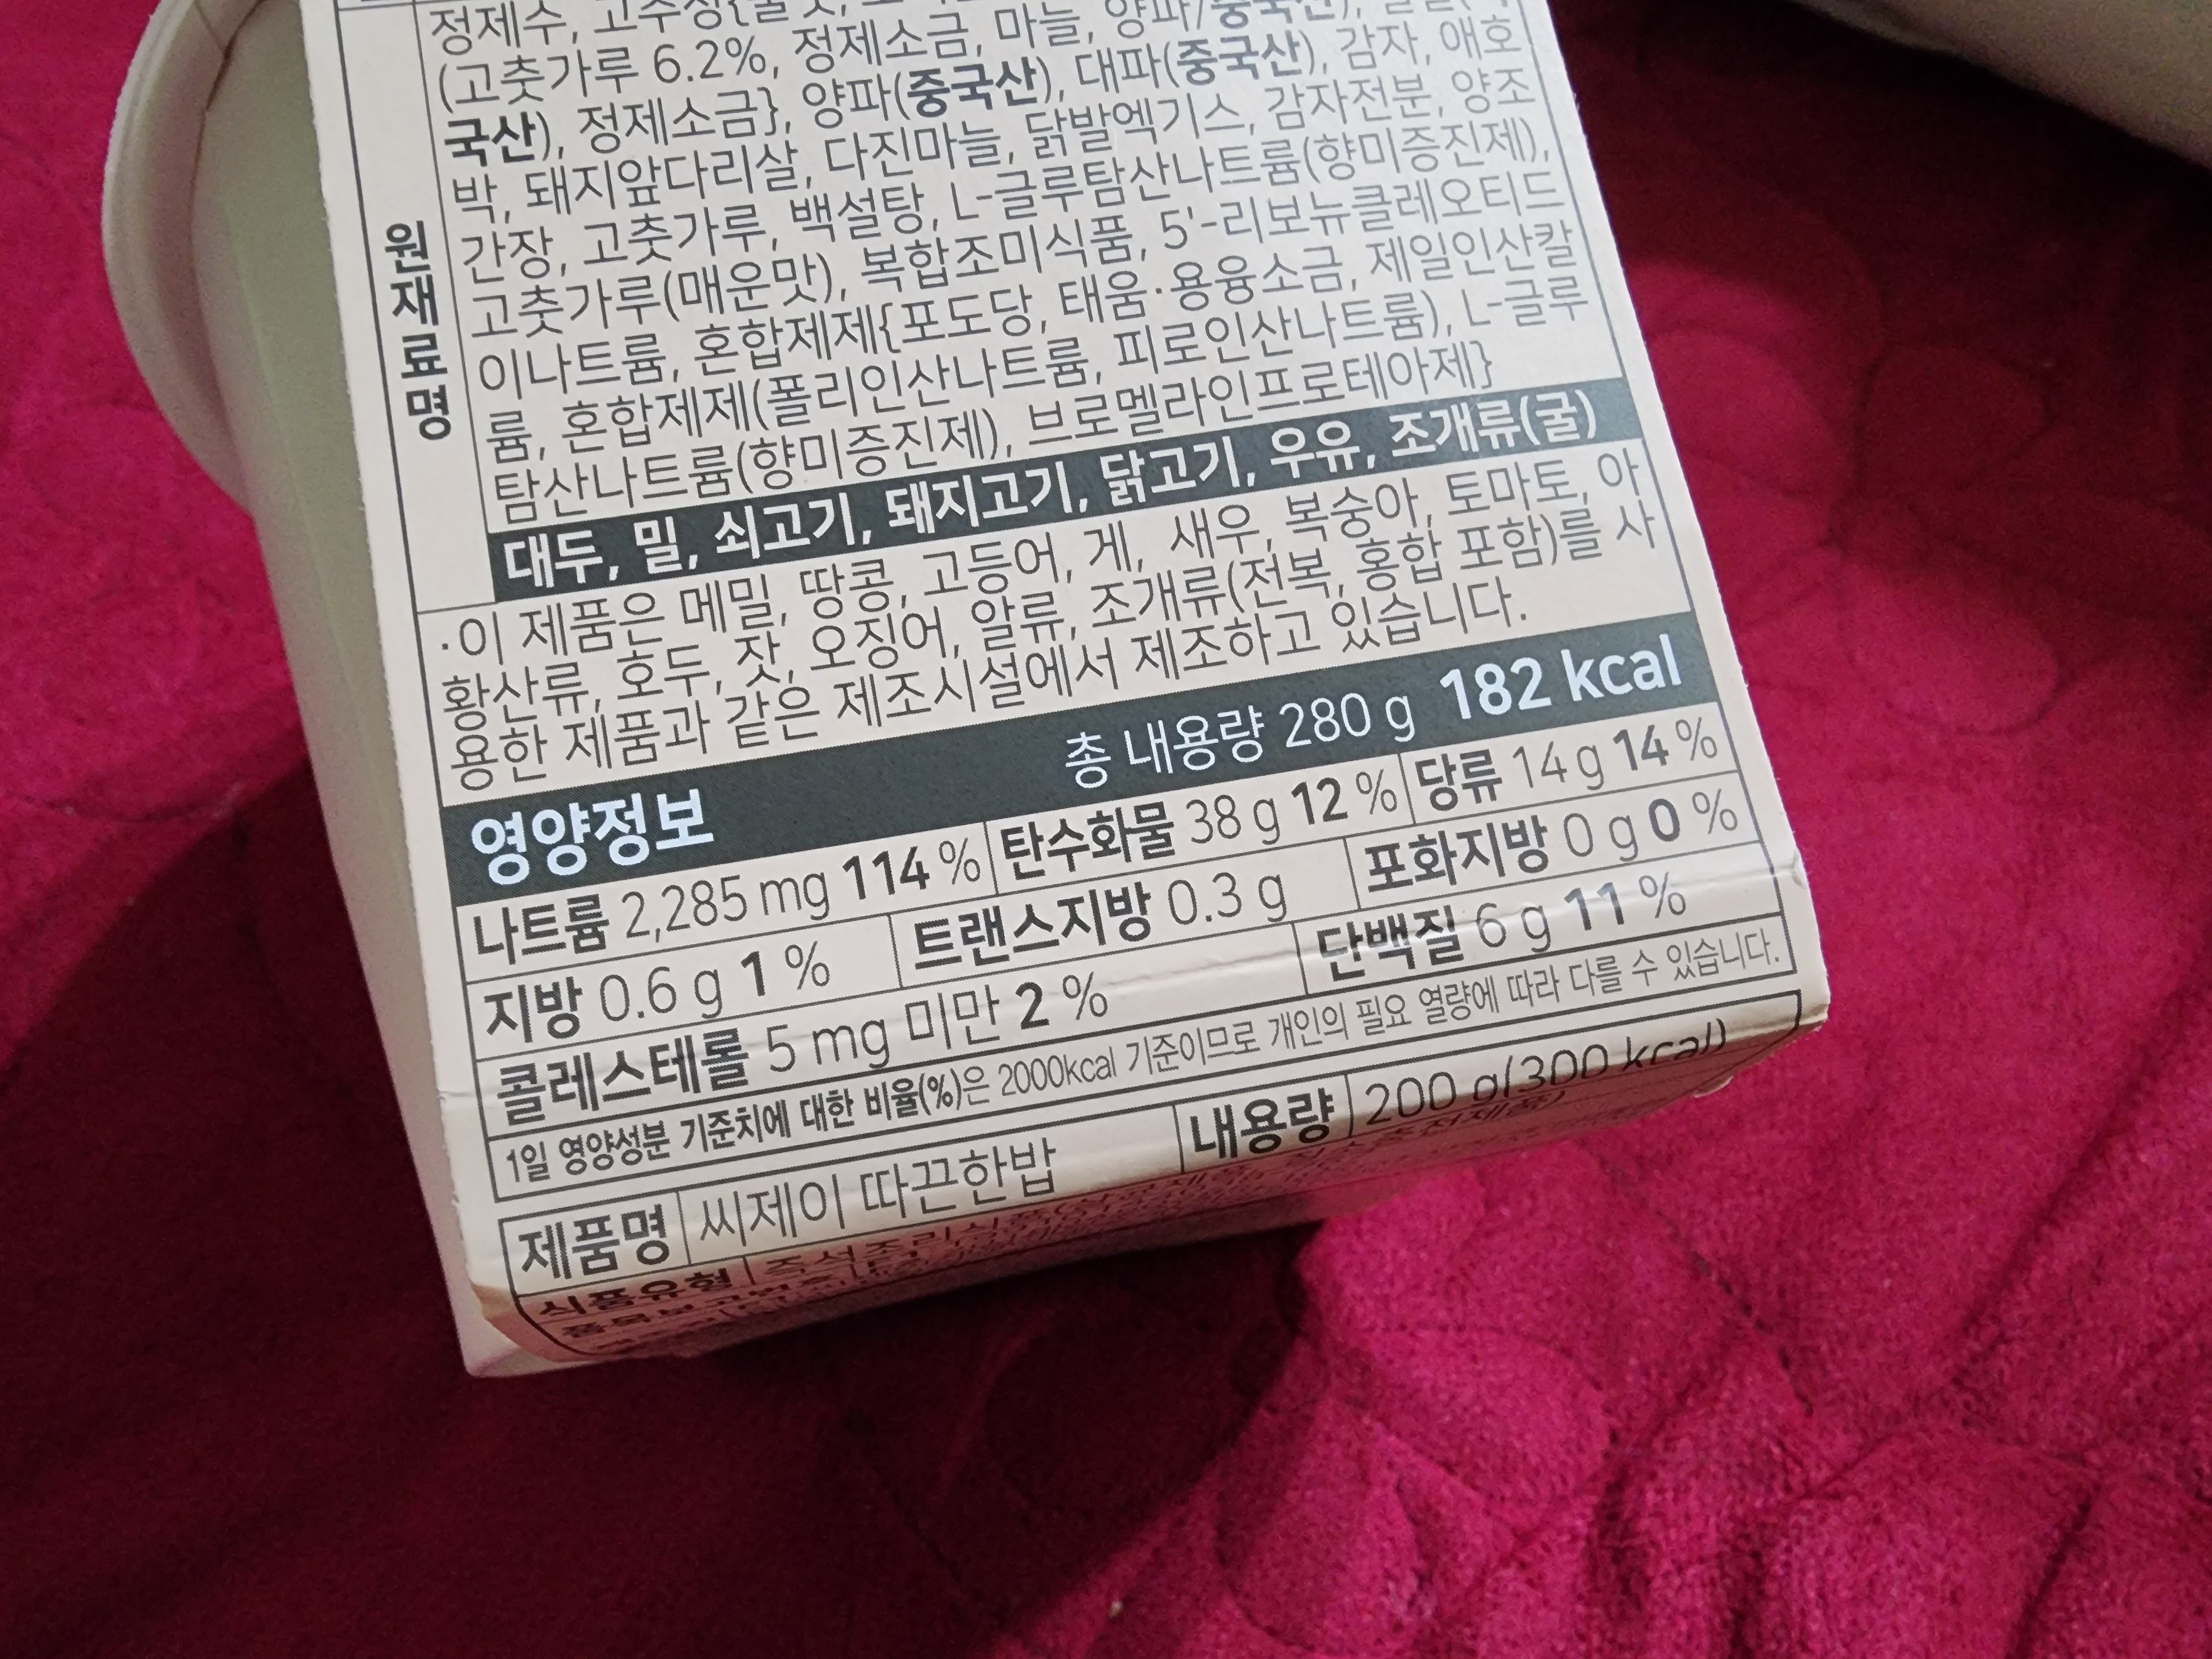 (고춧가루 6.2%, 정제소금, 마늘, 양파(중국산),
국산), 정제소금}, 양파(중국산), 대파(중국산), 감자, 애호
박, 돼지앞다리살, 다진마늘, 닭발엑기스, 감자전분, 양조
간장, 고춧가루, 백설탕, L-글루탐산나트륨(향미증진제),
고춧가루(매운맛), 복합조미식품, 5'-리보뉴클레오티드
이나트륨, 혼합제제{포도당, 태움·용융소금, 제일인산칼
륨, 혼합제제(폴리인산나트륨, 피로인산나트륨), L-글루
탐산나트륨(향미증진제), 브로멜라인프로테아제}
원재료명
대두, 밀, 쇠고기, 돼지고기, 닭고기, 우유, 조개류(굴)
·이 제품은 메밀, 땅콩, 고등어, 게, 새우, 복숭아, 토마토, 아
황산류, 호두, 잣, 오징어, 알류, 조개류(전복, 홍합 포함)를 사
용한 제품과 같은 제조시설에서 제조하고 있습니다.
영양정보 총 내용량 280 g 182 kcal
나트륨 2,285 mg 114 % 탄수화물 38 g 12 % 당류 14 g 14 %
지방 0.6 g 1 % 트랜스지방 0.3 g 포화지방 0 g 0 %
콜레스테롤 5 mg 미만 2 % 단백질 6 g 11 %
1일 영양성분 기준치에 대한 비율(%)은 2000kcal 기준이므로 개인의 필요 열량에 따라 다를 수 있습니다.
제품명 씨제이 따끈한밥 내용량 200 g(300 kcal)
식품유형